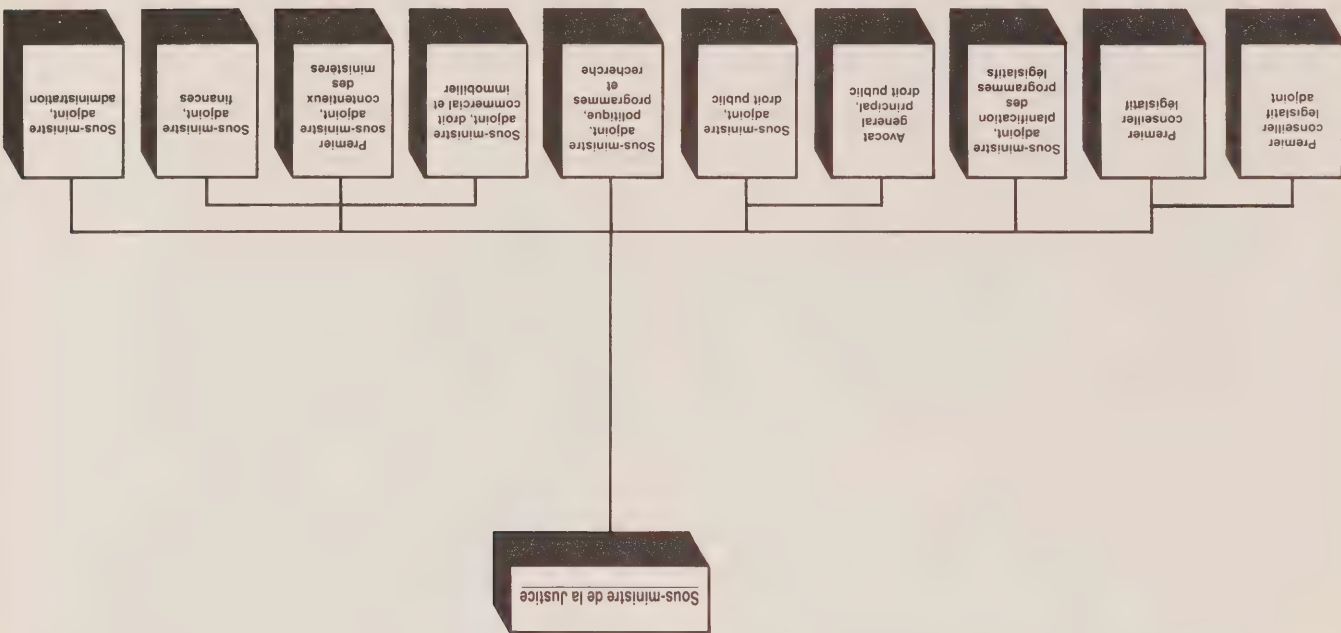 Sous-ministre de la Justice
Premier
conseiller
législatif
adjoint
Premier
conseiller
législatif
Sous-ministre
adjoint,
planification
des
programmes
législatifs
Avocat
général
principal,
droit public
Sous-ministre
adjoint,
droit public
Sous-ministre
adjoint,
politique,
programmes
et
recherche
Sous-ministre
adjoint, droit
commercial et
immobilier
Premier
sous-ministre
adjoint,
contentieux
des
ministères
Sous-ministre
adjoint,
finances
Sous-ministre
adjoint,
administration